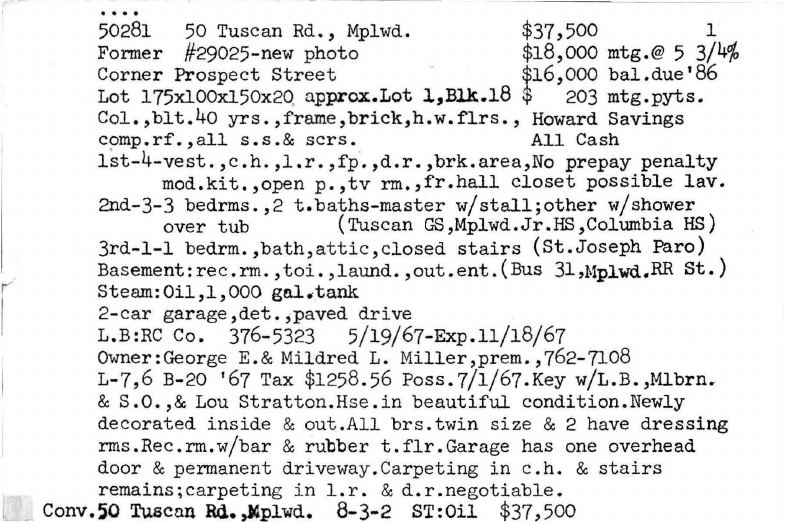 ....
50281 50 Tuscan Rd., Mplwd. $37,500 1
Former #29025-new photo $18,000 mtg.@ 5 3/4%
Corner Prospect Street $16,000 bal.due'86
Lot 175x100x150x20 approx.Lot 1,Blk.18 $ 203 mtg.pyts.
Col.,blt.40 yrs.,frame,brick,h.w.flrs., Howard Savings
comp.rf.,all s.s.& scrs. All Cash
1st-4-vest.,c.h.,l.r.,fp.,d.r.,brk.area,No prepay penalty
mod.kit.,open p.,tv rm.,fr.hall closet possible lav.
2nd-3-3 bedrms.,2 t.baths-master w/stall;other w/shower
over tub (Tuscan GS,Mplwd.Jr.HS,Columbia HS)
3rd-1-1 bedrm.,bath,attic,closed stairs (St.Joseph Paro)
Basement:rec.rm.,toi.,laund.,out.ent.(Bus 31,Mplwd.RR St.)
Steam:Oil,1,000 gal.tank
2-car garage,det.,paved drive
L.B:RC Co. 376-5323 5/19/67-Exp.11/18/67
Owner:George E.& Mildred L. Miller,prem.,762-7108
L-7,6 B-20 '67 Tax $1258.56 Poss.7/1/67.Key w/L.B.,Mlbrn.
& S.O.,& Lou Stratton.Hse.in beautiful condition.Newly
decorated inside & out.All brs.twin size & 2 have dressing
rms.Rec.rm.w/bar & rubber t.flr.Garage has one overhead
door & permanent driveway.Carpeting in c.h. & stairs
remains;carpeting in l.r. & d.r.negotiable.
Conv.50 Tuscan Rd.,Mplwd. 8-3-2 ST:Oil $37,500